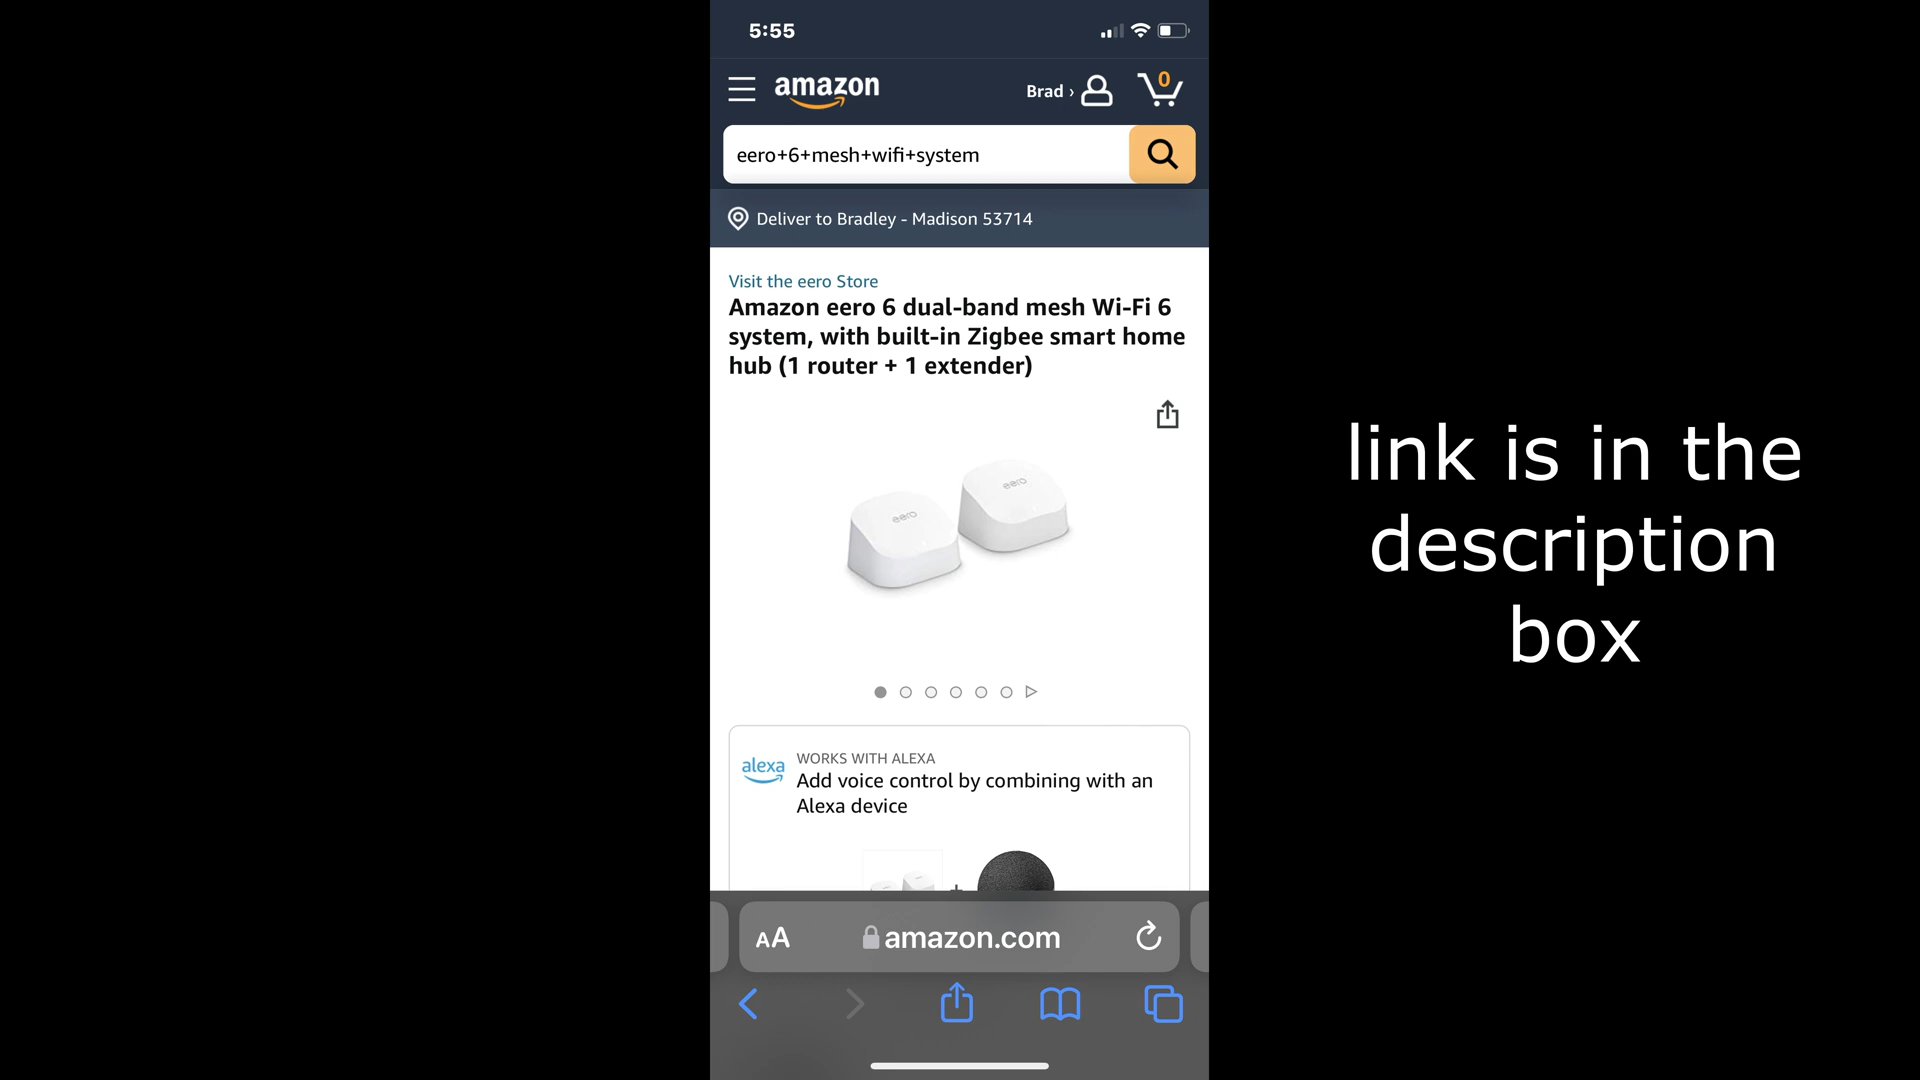 5:55
amazon
Brad ›
0
eero+6+mesh+wifi+system
Deliver to Bradley - Madison 53714
Visit the eero Store
Amazon eero 6 dual-band mesh Wi-Fi 6
system, with built-in Zigbee smart home
hub (1 router + 1 extender)
eero
eero
alexa
WORKS WITH ALEXA
Add voice control by combining with an
Alexa device
+
AA
amazon.com
link is in the
description
box